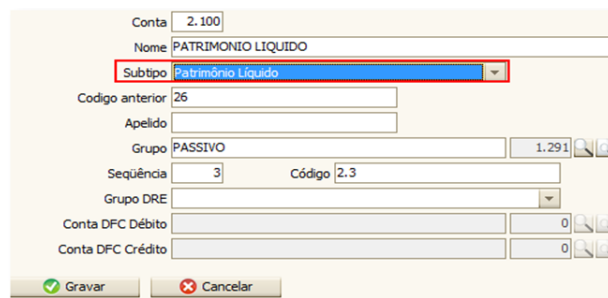 Conta 2.100
Nome PATRIMONIO LIQUIDO
Subtipo Patrimônio Líquido
Codigo anterior 26
Apelido
Grupo PASSIVO 1.291
Seqüência 3 Código 2.3
Grupo DRE
Conta DFC Débito 0
Conta DFC Crédito 0
Gravar Cancelar